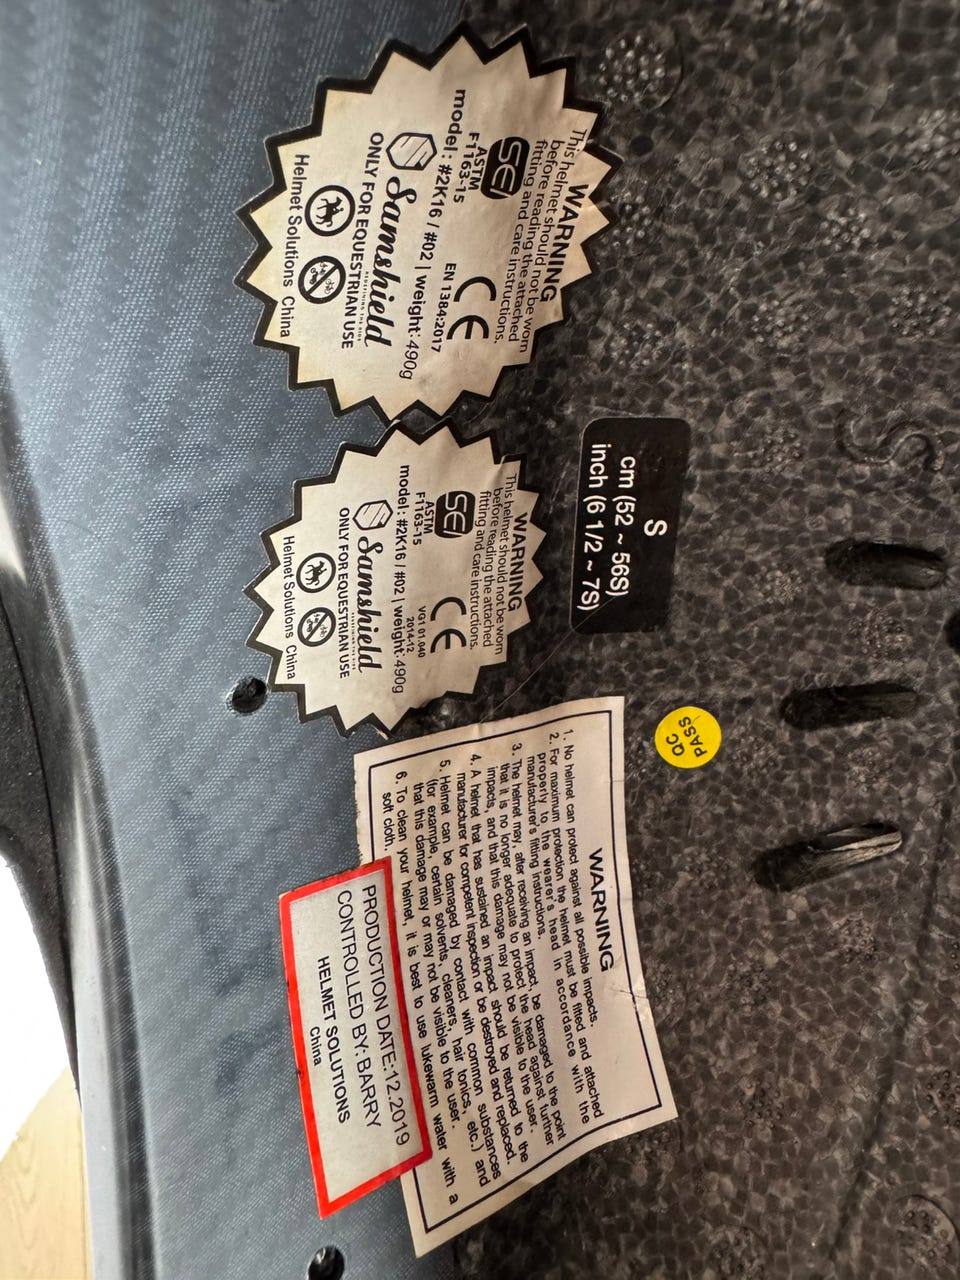 WARNING
This helmet should not be worn
before reading the attached
fitting and care instructions.
SEI
ASTM
F1163-15
CE
EN 1384:2017
model: #2K16 / #02 | weight: 490g
Samshield
REDEFINING THE RIDE
ONLY FOR EQUESTRIAN USE
Helmet Solutions China
WARNING
This helmet should not be worn
before reading the attached
fitting and care instructions.
SEI
ASTM
F1163-15
CE
VG1 01.040
2014-12
model: #2K16 / #02 | weight: 490g
Samshield
REDEFINING THE RIDE
ONLY FOR EQUESTRIAN USE
Helmet Solutions China
S
cm (52 ~ 56S)
inch (6 1/2 ~ 7S)
QC
PASS
WARNING
1. No helmet can protect against all possible impacts.
2. For maximum protection the helmet must be fitted and attached
properly to the wearer's head in accordance with the
manufacturer's fitting instructions.
3. The helmet may, after receiving an impact, be damaged to the point
that it is no longer adequate to protect the head against further
impacts, and that this damage may not be visible to the user.
4. A helmet that has sustained an impact should be returned to the
manufacturer for competent inspection or be destroyed and replaced.
5. Helmet can be damaged by contact with common substances
(for example, certain solvents, cleaners, hair tonics, etc.) and
that this damage may or may not be visible to the user.
6. To clean your helmet, it is best to use lukewarm water with a
soft cloth.
PRODUCTION DATE:12.2019
CONTROLLED BY: BARRY
HELMET SOLUTIONS
China
S